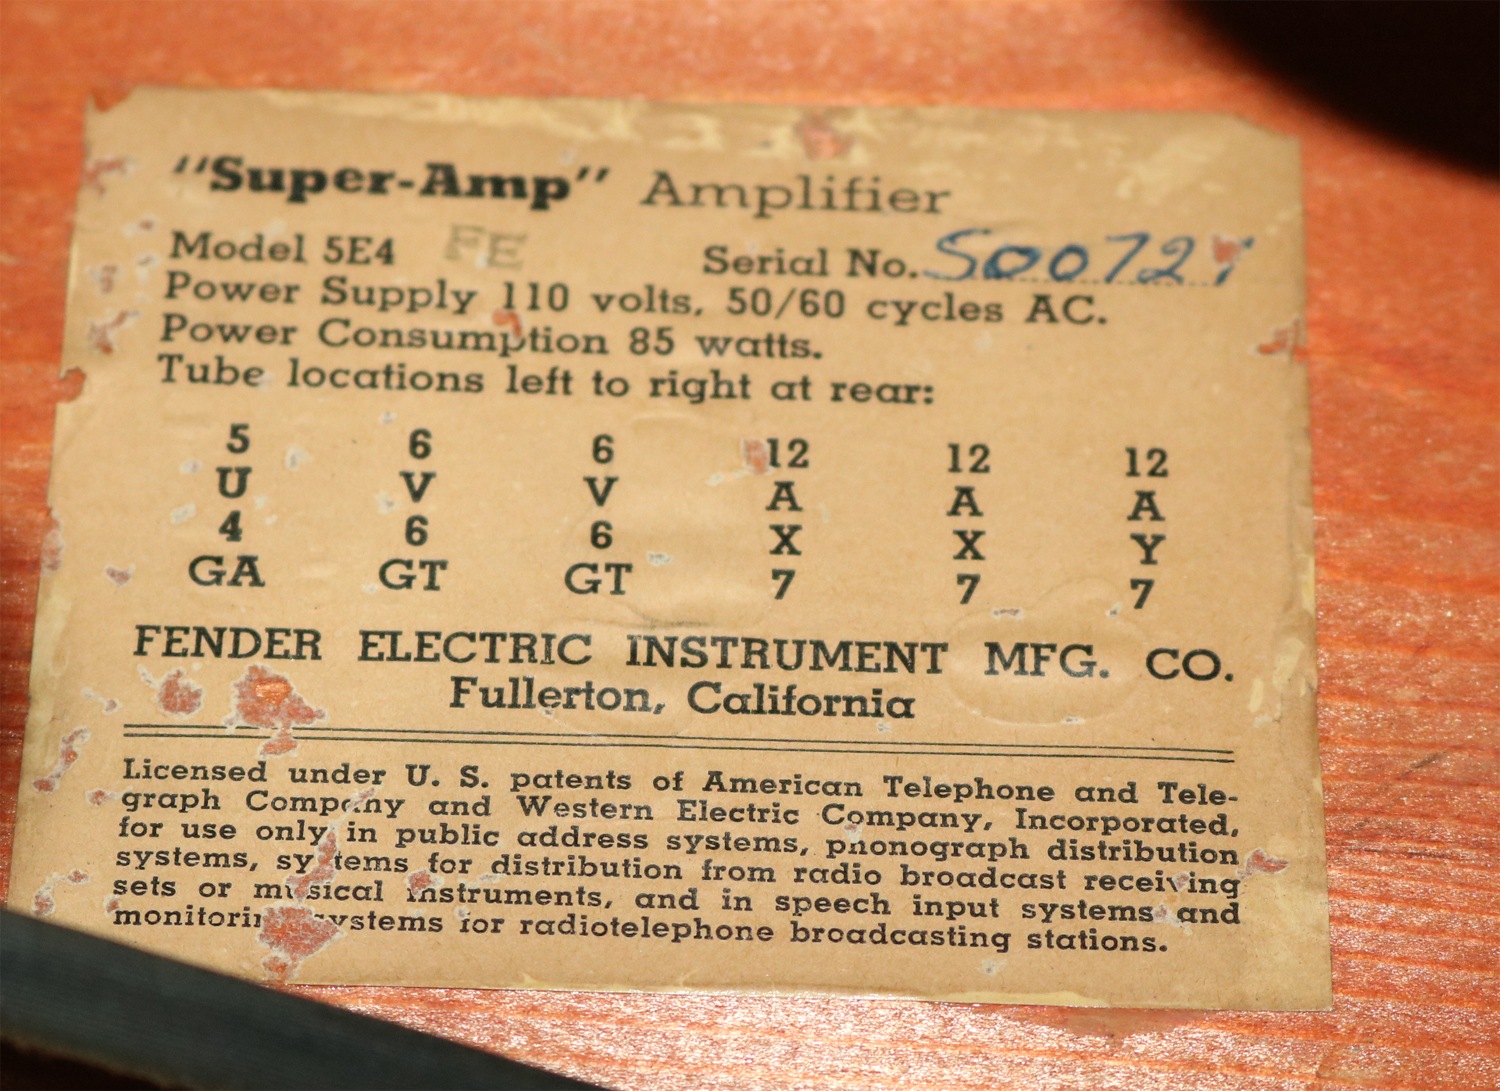 "Super-Amp" Amplifier
Model 5E4 FE Serial No. S00727
Power Supply 110 volts, 50/60 cycles AC.
Power Consumption 85 watts.
Tube locations left to right at rear:
5 6 6 12 12 12
U V V A A A
4 6 6 X X Y
GA GT GT 7 7 7
FENDER ELECTRIC INSTRUMENT MFG. CO.
Fullerton, California
Licensed under U. S. patents of American Telephone and Tele-
graph Company and Western Electric Company, Incorporated,
for use only in public address systems, phonograph distribution
systems, systems for distribution from radio broadcast receiving
sets or musical instruments, and in speech input systems and
monitoring systems for radiotelephone broadcasting stations.